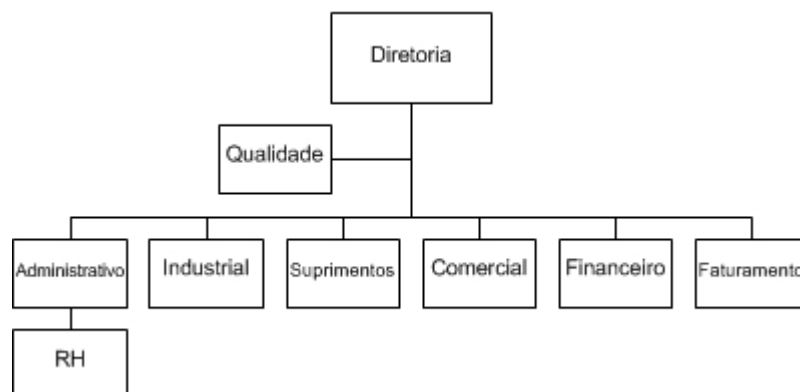 Diretoria
Qualidade
Administrativo
Industrial
Suprimentos
Comercial
Financeiro
Faturamento
RH